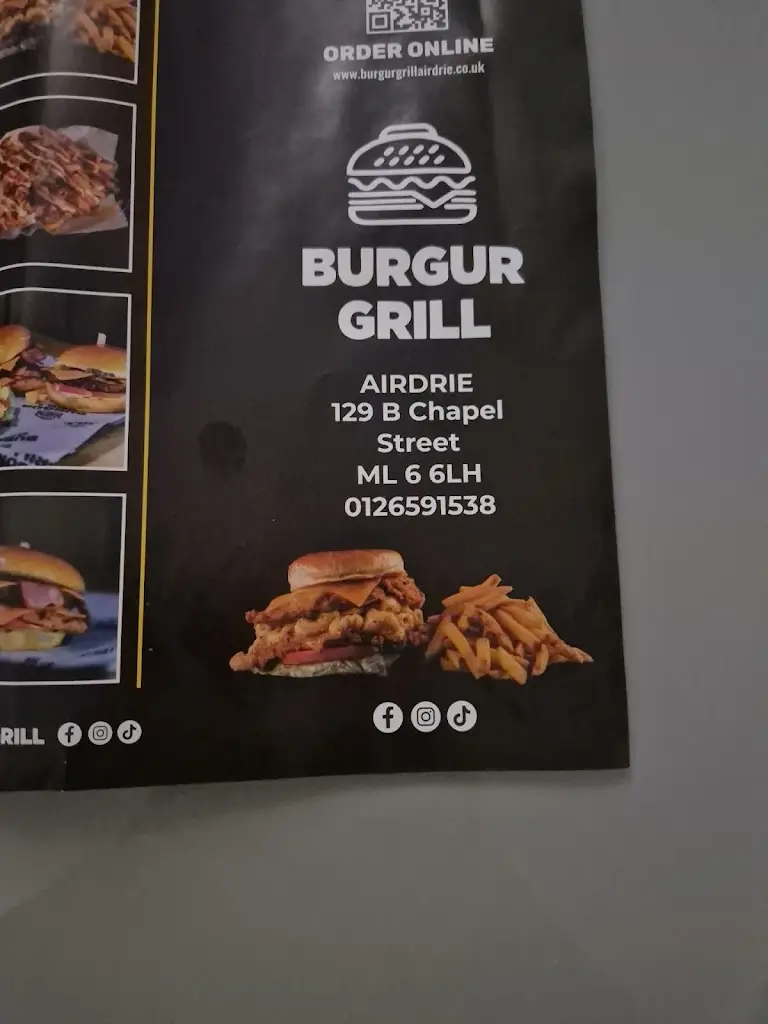 ORDER ONLINE
www.burgurgrillairdrie.co.uk
BURGUR
GRILL
AIRDRIE
129 B Chapel
Street
ML 6 6LH
0126591538
RILL